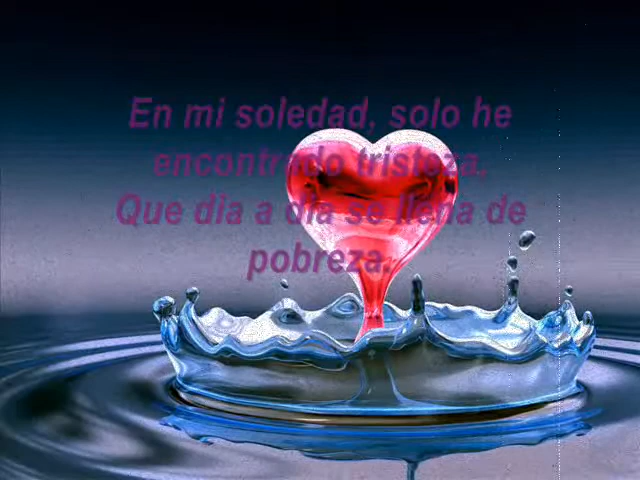 En mi soledad, solo he
encontrado tristeza.
Que dia a dia se llena de
pobreza.